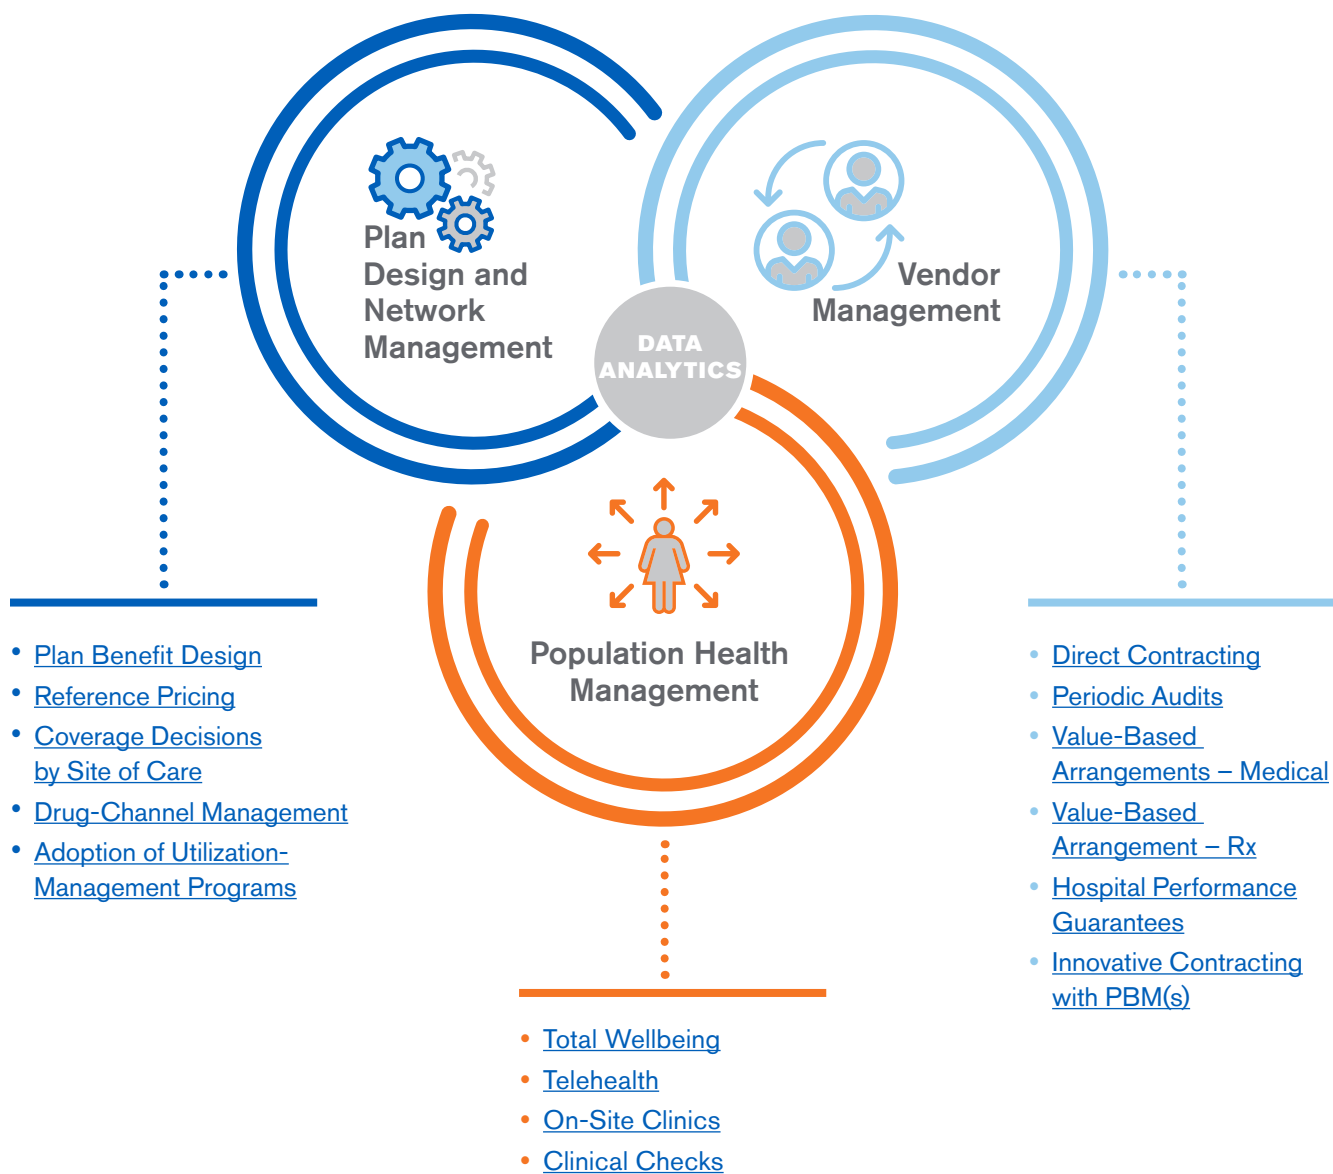 Plan
Design and
Network
Management
Vendor
Management
DATA
ANALYTICS
Population Health
Management
• Plan Benefit Design
• Reference Pricing
• Coverage Decisions
by Site of Care
• Drug-Channel Management
• Adoption of Utilization-
Management Programs
• Direct Contracting
• Periodic Audits
• Value-Based
Arrangements – Medical
• Value-Based
Arrangement – Rx
• Hospital Performance
Guarantees
• Innovative Contracting
with PBM(s)
• Total Wellbeing
• Telehealth
• On-Site Clinics
• Clinical Checks